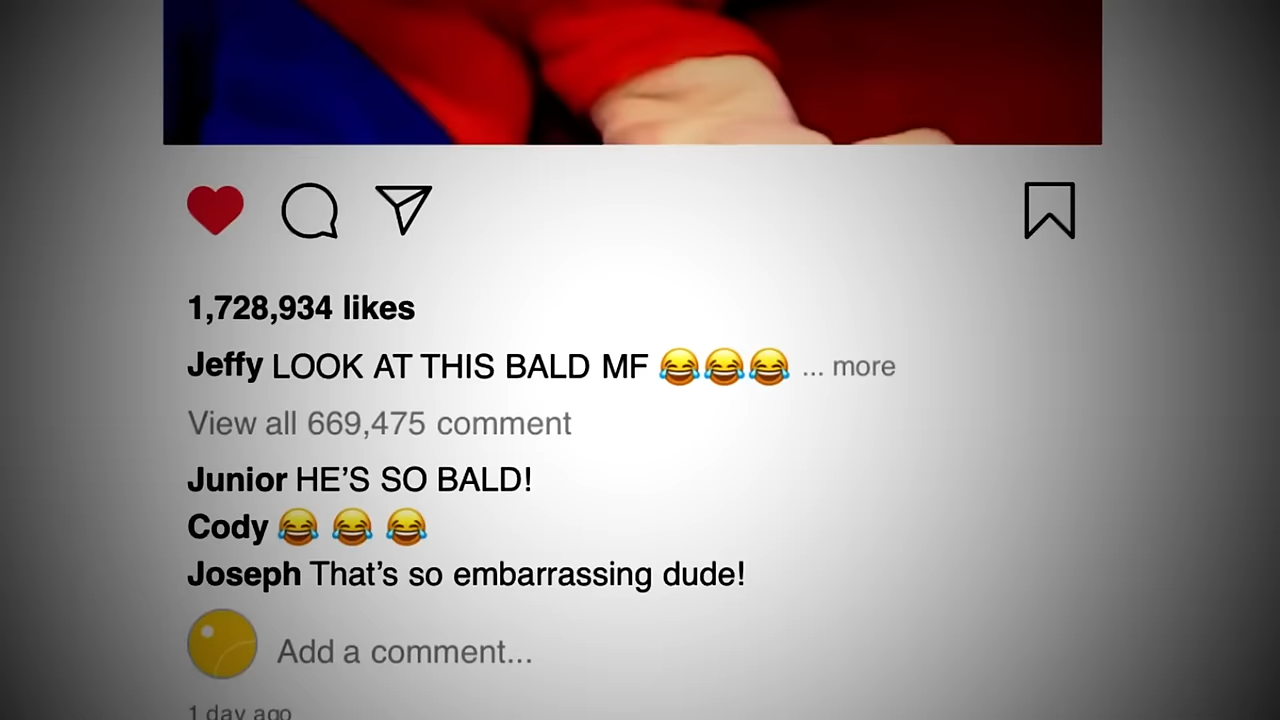 1,728,934 likes
Jeffy LOOK AT THIS BALD MF 😂😂😂 ... more
View all 669,475 comment
Junior HE’S SO BALD!
Cody 😂 😂 😂
Joseph That’s so embarrassing dude!
Add a comment...
1 day ago